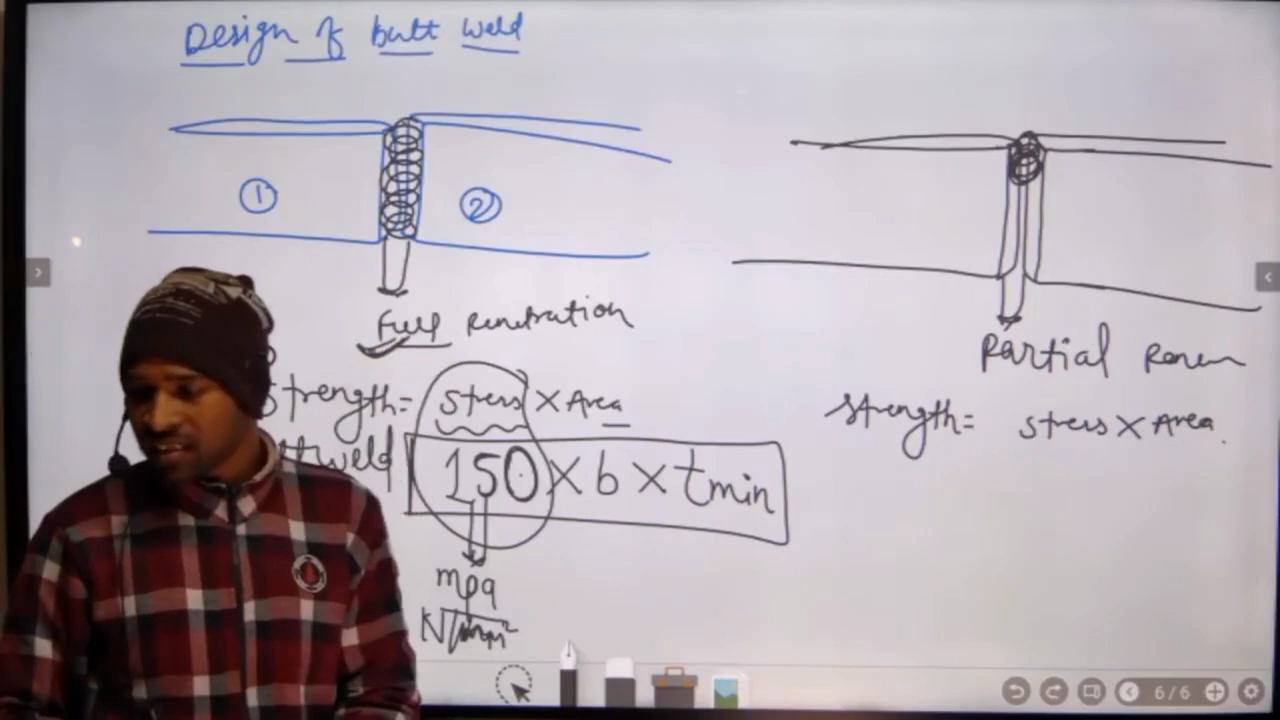 Design of butt weld
① ②
Full Penetration
Partial
Strength = stress × Area
150 × b × tmin
mpa
N/mm²
Strength = stress × Area
6/6